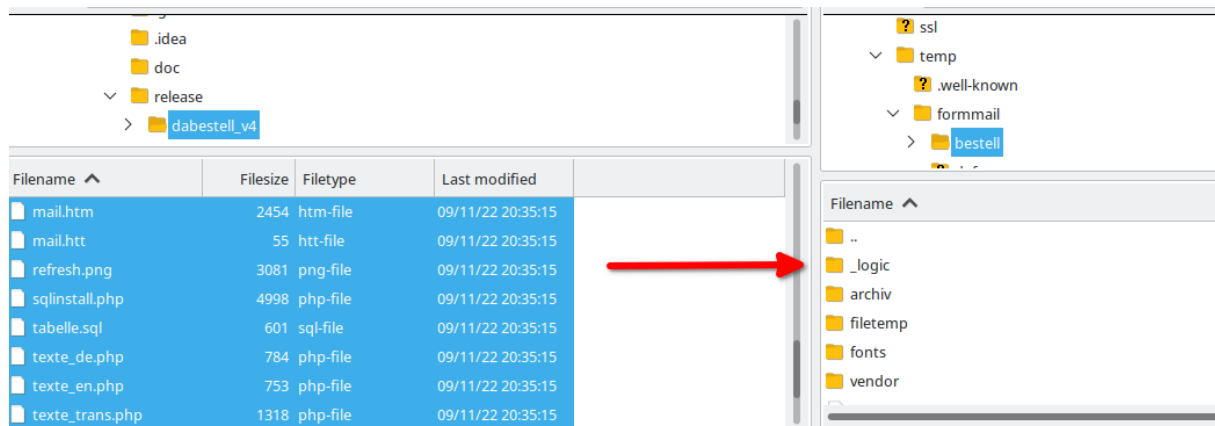 .idea
doc
release
dabestell_v4
Filename Filesize Filetype Last modified
mail.htm 2454 htm-file 09/11/22 20:35:15
mail.htt 55 htt-file 09/11/22 20:35:15
refresh.png 3081 png-file 09/11/22 20:35:15
sqlinstall.php 4998 php-file 09/11/22 20:35:15
tabelle.sql 601 sql-file 09/11/22 20:35:15
texte_de.php 784 php-file 09/11/22 20:35:15
texte_en.php 753 php-file 09/11/22 20:35:15
texte_trans.php 1318 php-file 09/11/22 20:35:15
? ssl
temp
? .well-known
formmail
bestell
Filename
..
_logic
archiv
filetemp
fonts
vendor